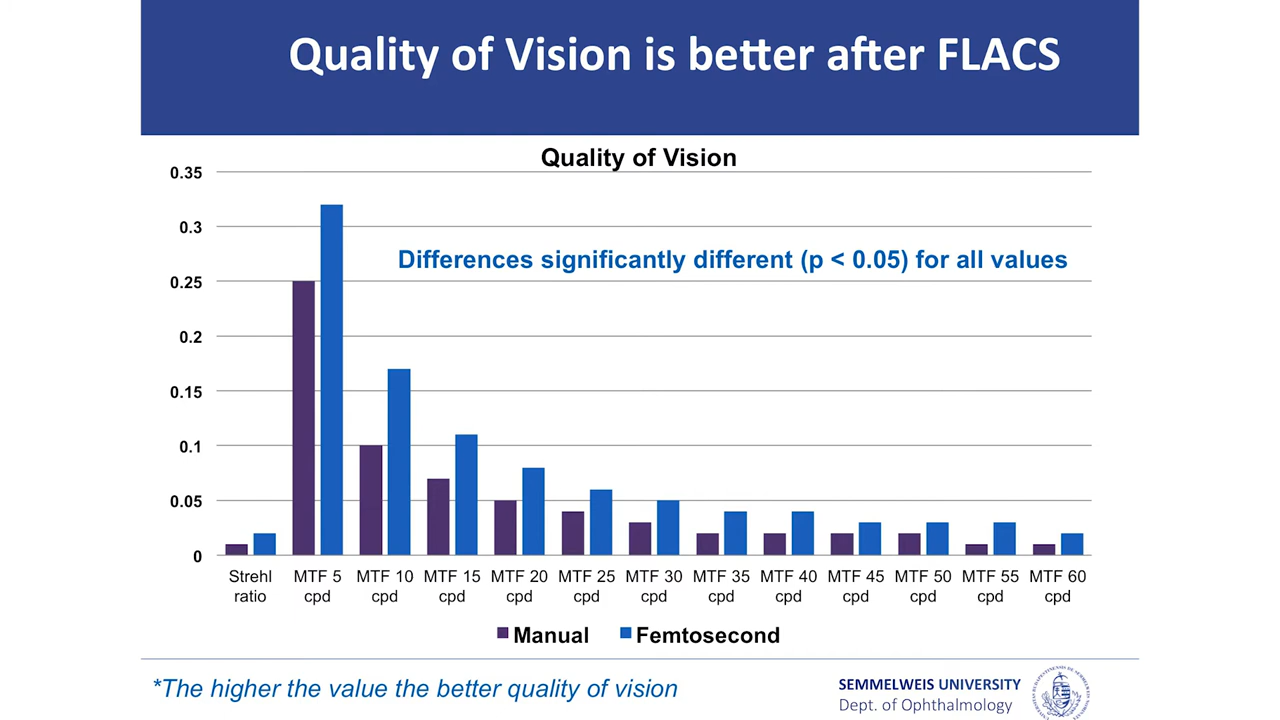 Quality of Vision is better after FLACS
Quality of Vision
0.35
0.3
Differences significantly different (p < 0.05) for all values
0.25
0.2
0.15
0.1
0.05
0
Strehl ratio
MTF 5 cpd
MTF 10 cpd
MTF 15 cpd
MTF 20 cpd
MTF 25 cpd
MTF 30 cpd
MTF 35 cpd
MTF 40 cpd
MTF 45 cpd
MTF 50 cpd
MTF 55 cpd
MTF 60 cpd
Manual Femtosecond
*The higher the value the better quality of vision
SEMMELWEIS UNIVERSITY
Dept. of Ophthalmology